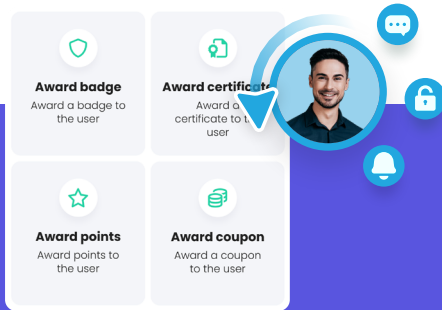 Award badge
Award a badge to
the user
Award certificate
Award a
certificate to the
user
Award points
Award points to
the user
Award coupon
Award a coupon
to the user